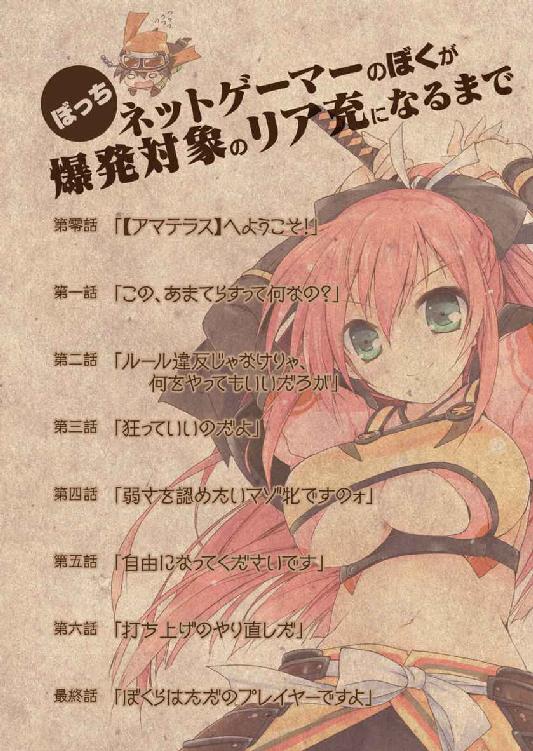 ぼっち
ネットゲーマーのぼくが
爆発対象のリア充になるまで
第零話 「【アマテラス】へようこそ!」
第一話 「この、あまてらすって何なの?」
第二話 「ルール違反じゃなけりゃ、
何をやってもいいだろが」
第三話 「狂っていいのだよ」
第四話 「弱さを認めたいマゾ牝ですのォ」
第五話 「自由になってくださいです」
第六話 「打ち上げのやり直しだ」
最終話 「ぼくらはただのプレイヤーですよ」